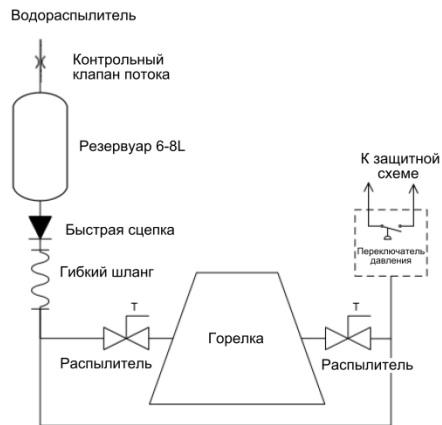 Водораспылитель
Контрольный
клапан потока
Резервуар 6-8L
К защитной
схеме
Быстрая сцепка
Переключатель
давления
Гибкий шланг
T
T
Горелка
Распылитель
Распылитель